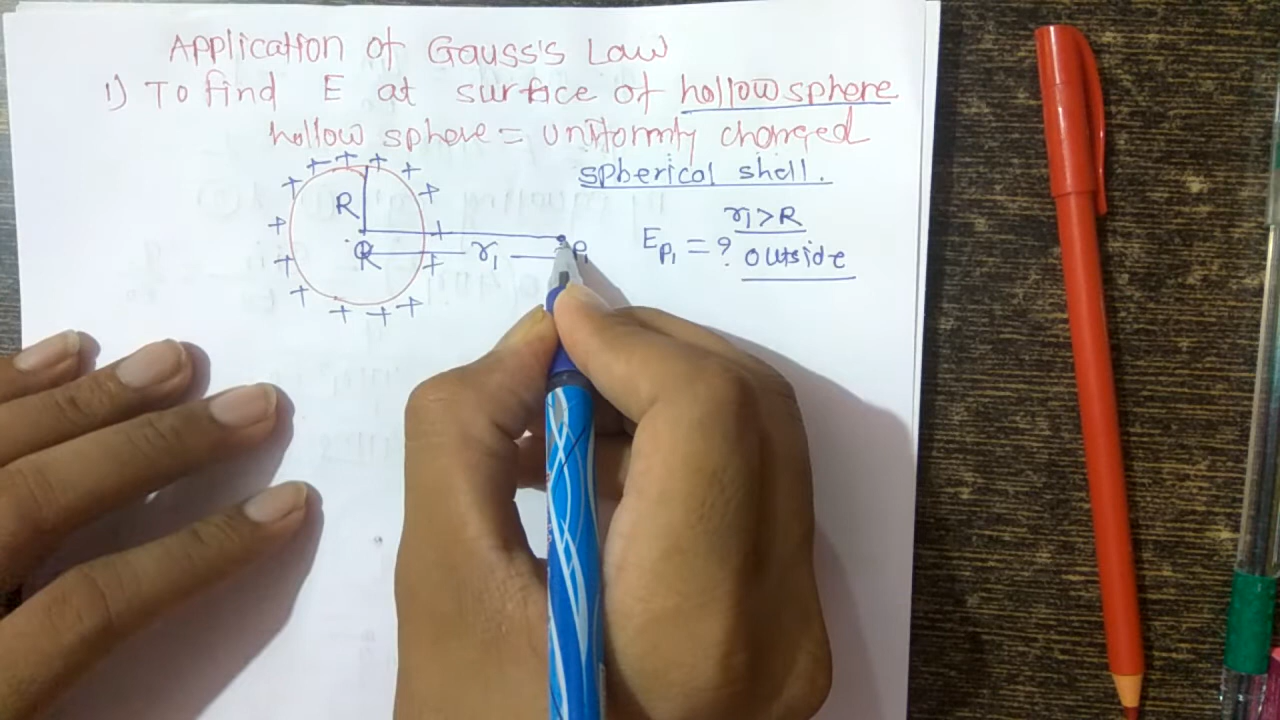 Application of Gauss's Law
1) To find E at surface of hollow sphere
hollow sphere = uniformly charged
spherical shell.
+ + + + + + + + + + + + + +
R
r₁ > R
E_P₁ = ? outside
R r₁ P₁